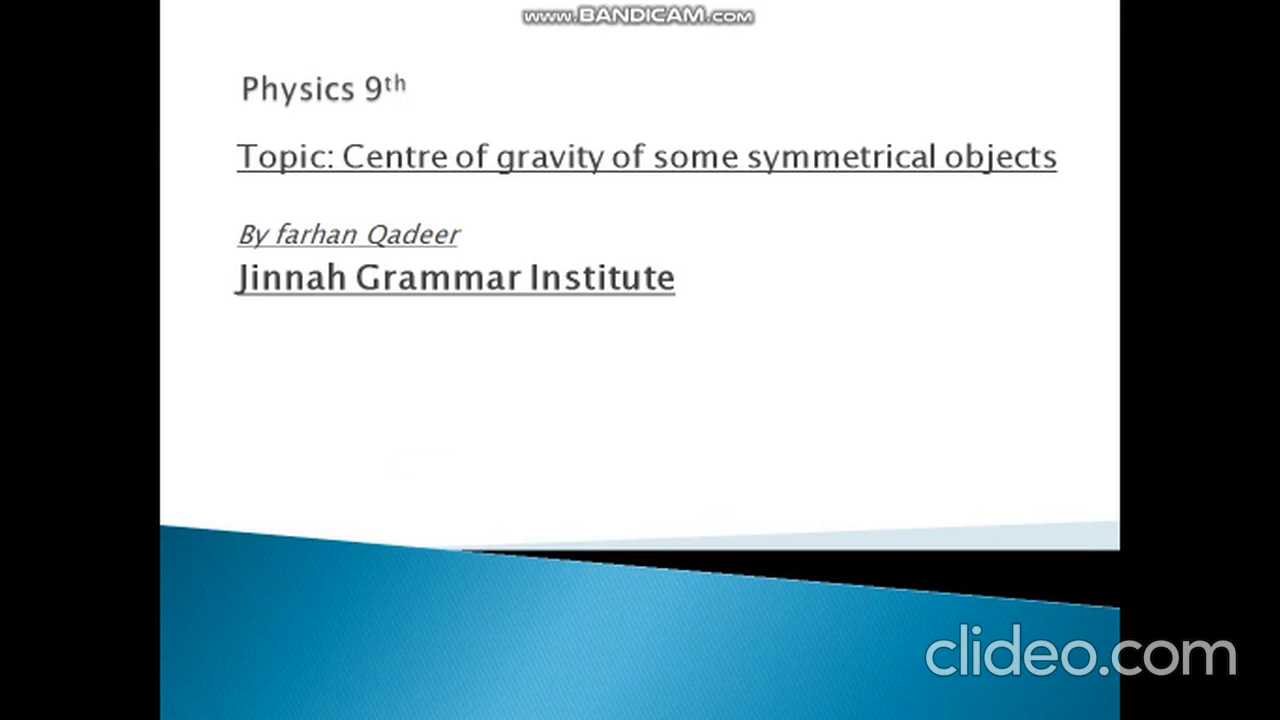 www.BANDICAM.com
Physics 9th
Topic: Centre of gravity of some symmetrical objects
By farhan Qadeer
Jinnah Grammar Institute
clideo.com